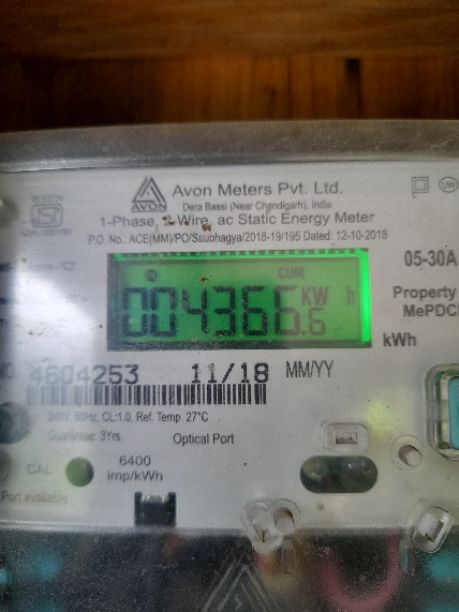 AVON
Avon Meters Pvt. Ltd.
Dera Bassi (Near Chandigarh), India
1-Phase, 2-Wire, ac Static Energy Meter
P.O. No.: ACE(MM)/PO/Ssubhagya/2018-19/195 Dated: 12-10-2018
CUM
004366.6 KW h
05-30A
Property
MePDC
kWh
4604253 11/18 MM/YY
240V, 50Hz, CL:1.0, Ref. Temp. 27°C
Guarantee: 3Yrs. Optical Port
CAL 6400
imp/kWh
Port available